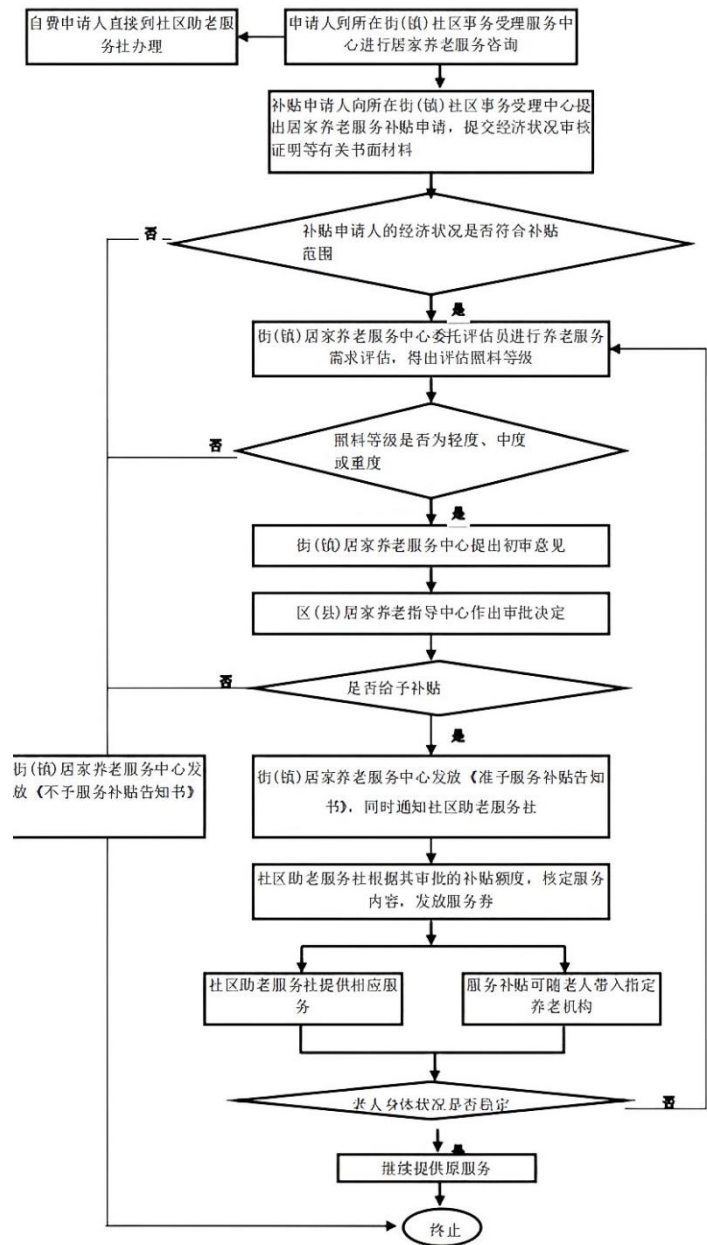 自费申请人直接到社区助老服
务社办理
申请人到所在街(镇)社区事务受理服务中
心进行居家养老服务咨询
补贴申请人向所在街(镇)社区事务受理中心提
出居家养老服务补贴申请，提交经济状况审核
证明等有关书面材料
否
补贴申请人的经济状况是否符合补贴
范围
是
街(镇)居家养老服务中心委托评估员进行养老服务
需求评估，得出评估照料等级
否
照料等级是否为轻度、中度
或重度
是
街(镇)居家养老服务中心提出初审意见
区(县)居家养老指导中心作出审批决定
否
是否给予补贴
是
街(镇)居家养老服务中心发
放《不予服务补贴告知书》
街(镇)居家养老服务中心发放《准予服务补贴告知
书》，同时通知社区助老服务社
社区助老服务社根据其审批的补贴额度，核定服务
内容，发放服务券
社区助老服务社提供相应服
务
服务补贴可随老人带入指定
养老机构
老人身体状况是否稳定
否
是
继续提供原服务
终止